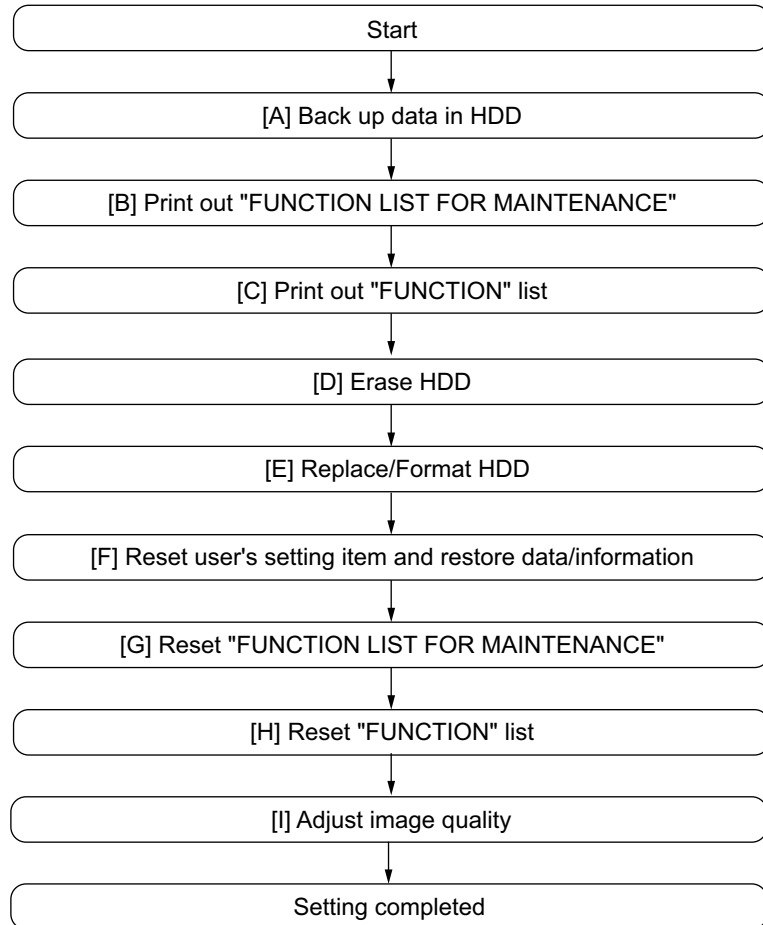 Start
[A] Back up data in HDD
[B] Print out "FUNCTION LIST FOR MAINTENANCE"
[C] Print out "FUNCTION" list
[D] Erase HDD
[E] Replace/Format HDD
[F] Reset user's setting item and restore data/information
[G] Reset "FUNCTION LIST FOR MAINTENANCE"
[H] Reset "FUNCTION" list
[I] Adjust image quality
Setting completed